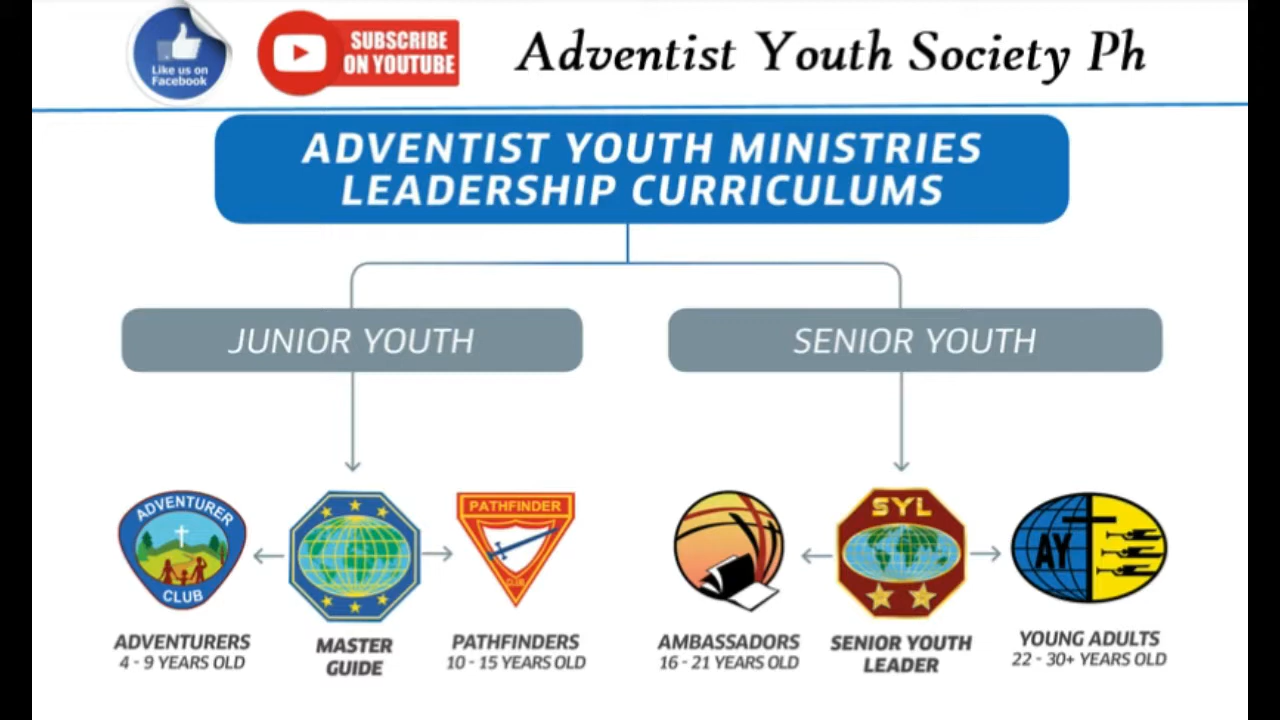 Like us on
Facebook
SUBSCRIBE
ON YOUTUBE
Adventist Youth Society Ph
ADVENTIST YOUTH MINISTRIES
LEADERSHIP CURRICULUMS
JUNIOR YOUTH
SENIOR YOUTH
ADVENTURER
CLUB
PATHFINDER
CLUB
SYL
AY
ADVENTURERS
4 - 9 YEARS OLD
MASTER
GUIDE
PATHFINDERS
10 - 15 YEARS OLD
AMBASSADORS
16 - 21 YEARS OLD
SENIOR YOUTH
LEADER
YOUNG ADULTS
22 - 30+ YEARS OLD